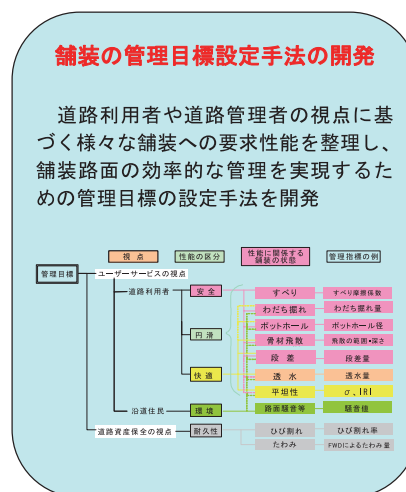 舗装の管理目標設定手法の開発
道路利用者や道路管理者の視点に基
づく様々な舗装への要求性能を整理し、
舗装路面の効率的な管理を実現するた
めの管理目標の設定手法を開発
視点 性能の区分 性能に関係する舗装の状態 管理指標の例
管理目標 ユーザーサービスの視点
道路利用者 安全 すべり すべり摩擦係数
わだち掘れ わだち掘れ量
円滑 ポットホール ポットホール径
骨材飛散 飛散の範囲・深さ
段差 段差量
快適 透水 透水量
平坦性 σ、IRI
沿道住民 環境 路面騒音等 騒音値
道路資産保全の視点 耐久性 ひび割れ ひび割れ率
たわみ FWDによるたわみ量